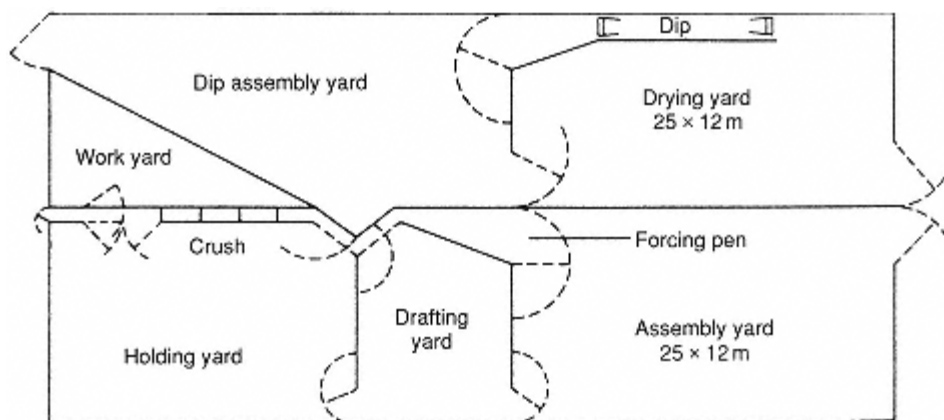 Dip
Dip assembly yard
Drying yard
25 × 12 m
Work yard
Crush
Forcing pen
Drafting
yard
Assembly yard
25 × 12 m
Holding yard